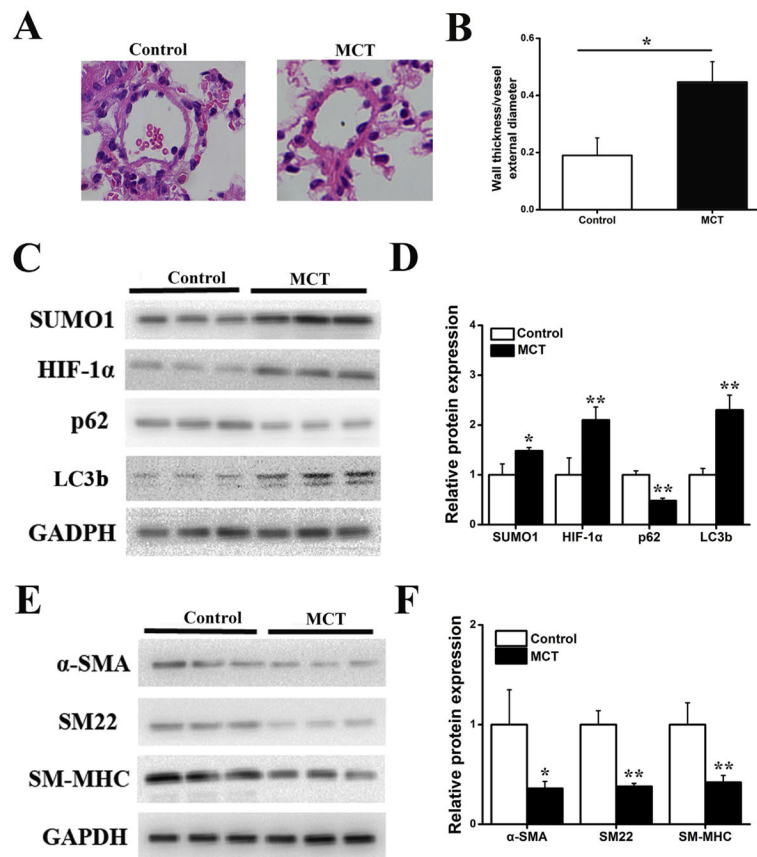 A
Control
MCT
B
Wall thickness/vessel
external diameter
0.6
0.4
0.2
0.0
*
Control
MCT
C
Control
MCT
SUMO1
HIF-1α
p62
LC3b
GADPH
D
Relative protein expression
4
2
1
0
Control
MCT
*
**
**
**
SUMO1
HIF-1α
p62
LC3b
E
Control
MCT
α-SMA
SM22
SM-MHC
GAPDH
F
Relative protein expression
2
1
0
Control
MCT
*
**
**
α-SMA
SM22
SM-MHC